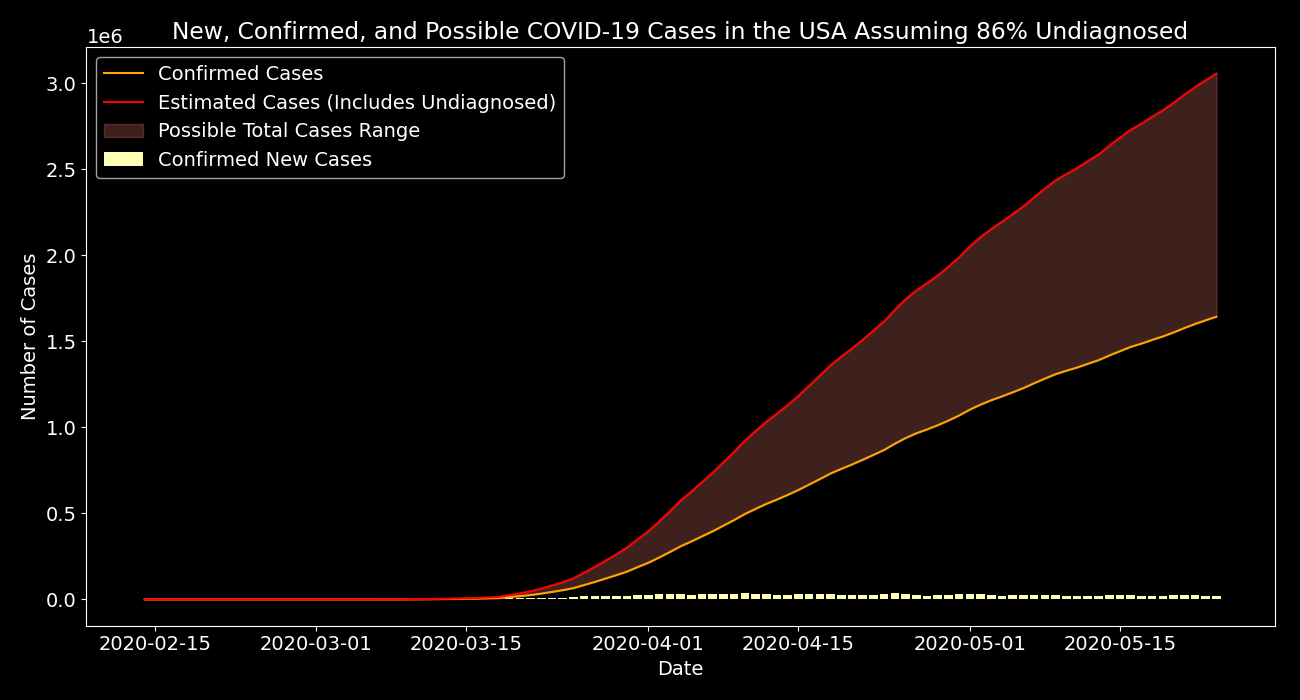 New, Confirmed, and Possible COVID-19 Cases in the USA Assuming 86% Undiagnosed
1e6
Confirmed Cases
Estimated Cases (Includes Undiagnosed)
Possible Total Cases Range
Confirmed New Cases
3.0
2.5
2.0
1.5
1.0
0.5
0.0
Number of Cases
2020-02-15 2020-03-01 2020-03-15 2020-04-01 2020-04-15 2020-05-01 2020-05-15
Date